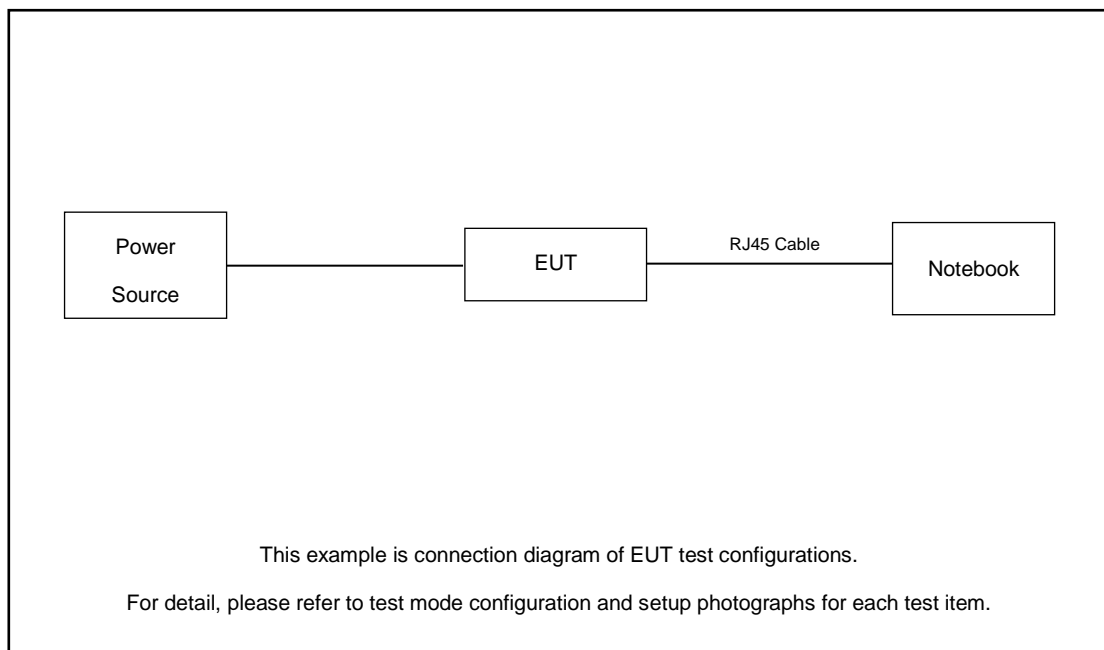 Power
Source
EUT
RJ45 Cable
Notebook
This example is connection diagram of EUT test configurations.
For detail, please refer to test mode configuration and setup photographs for each test item.